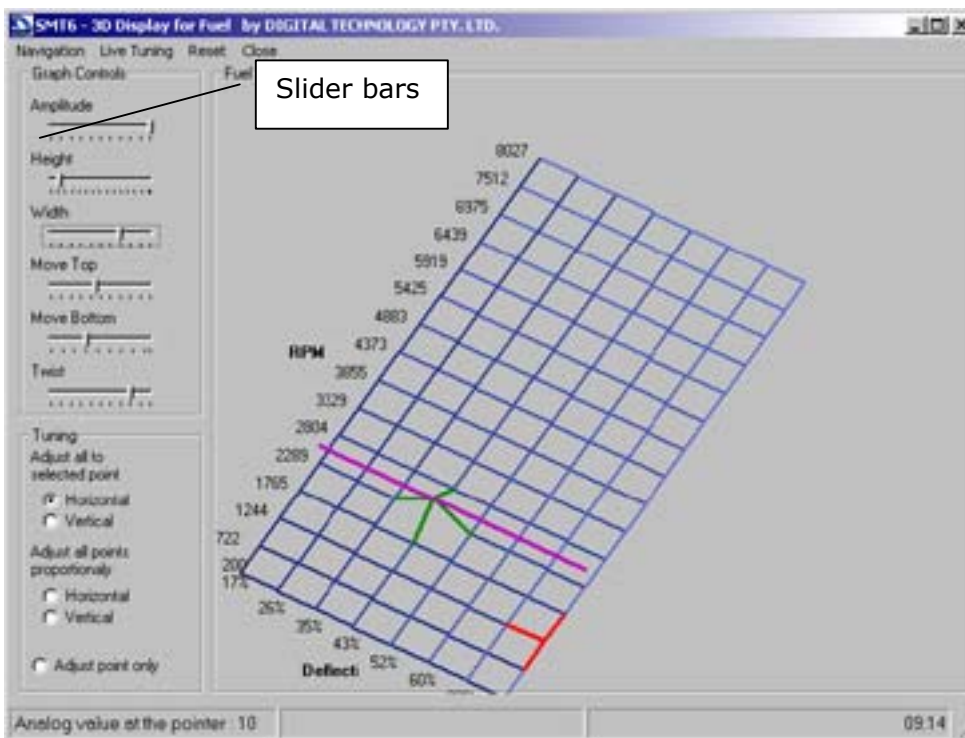 SMT6 - 3D Display for Fuel by DIGITAL TECHNOLOGY PTY. LTD.
Navigation Live Tuning Reset Close
Graph Controls
Fuel
Slider bars
Amplitude
Height
Width
Move Top
Move Bottom
Twist
8027
7512
6975
6439
5919
5425
4883
4373
RPM
3855
3329
2804
2289
1765
1244
722
200
17%
26%
35%
43%
52%
60%
Deflecti
Tuning
Adjust all to
selected point
Horizontal
Vertical
Adjust all points
proportionaly
Horizontal
Vertical
Adjust point only
Analog value at the pointer : 10
09:14